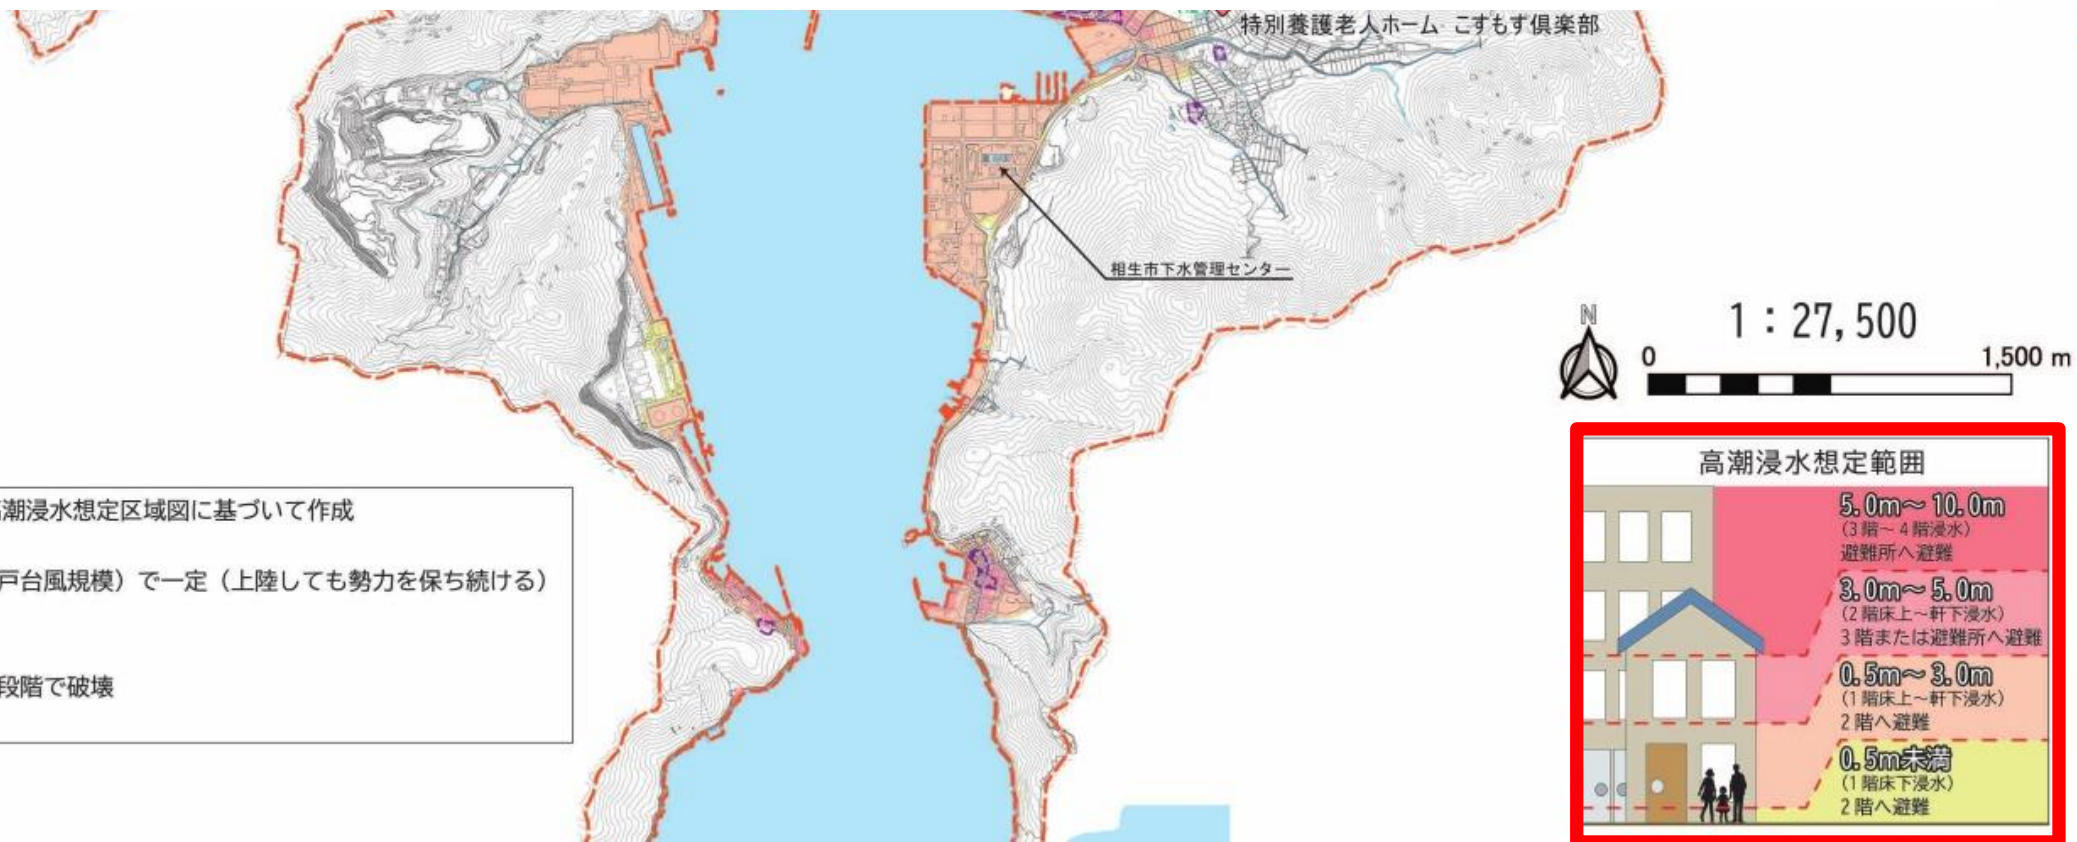 特別養護老人ホーム こすもす倶楽部
相生市下水管理センター
N
1：27,500
0
1,500 m
高潮浸水想定範囲
5.0m～10.0m
(3階～4階浸水)
避難所へ避難
3.0m～5.0m
(2階床上～軒下浸水)
3階または避難所へ避難
0.5m～3.0m
(1階床上～軒下浸水)
2階へ避難
0.5m未満
(1階床下浸水)
2階へ避難
潮浸水想定区域図に基づいて作成
戸台風規模）で一定（上陸しても勢力を保ち続ける）
段階で破壊